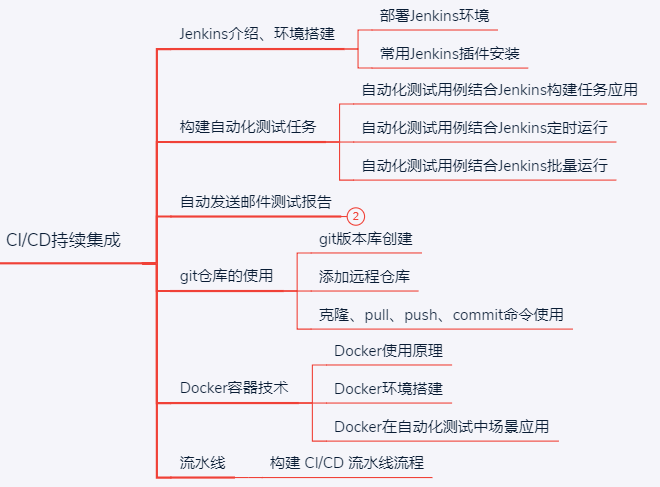 CI/CD持续集成
Jenkins介绍、环境搭建
部署Jenkins环境
常用Jenkins插件安装
构建自动化测试任务
自动化测试用例结合Jenkins构建任务应用
自动化测试用例结合Jenkins定时运行
自动化测试用例结合Jenkins批量运行
自动发送邮件测试报告
2
git仓库的使用
git版本库创建
添加远程仓库
克隆、pull、push、commit命令使用
Docker容器技术
Docker使用原理
Docker环境搭建
Docker在自动化测试中场景应用
流水线
构建 CI/CD 流水线流程